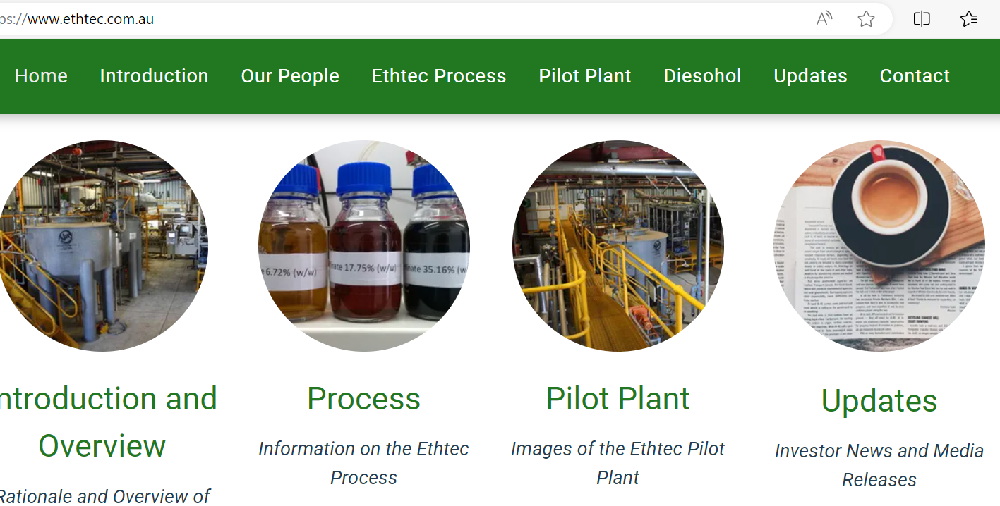 ps://www.ethtec.com.au
Home Introduction Our People Ethtec Process Pilot Plant Diesohol Updates Contact
e 6.72% (w/w)
nate 17.75% (w/w)
nate 35.16% (w
ntroduction and
Overview
Rationale and Overview of
Process
Information on the Ethtec
Process
Pilot Plant
Images of the Ethtec Pilot
Plant
Updates
Investor News and Media
Releases